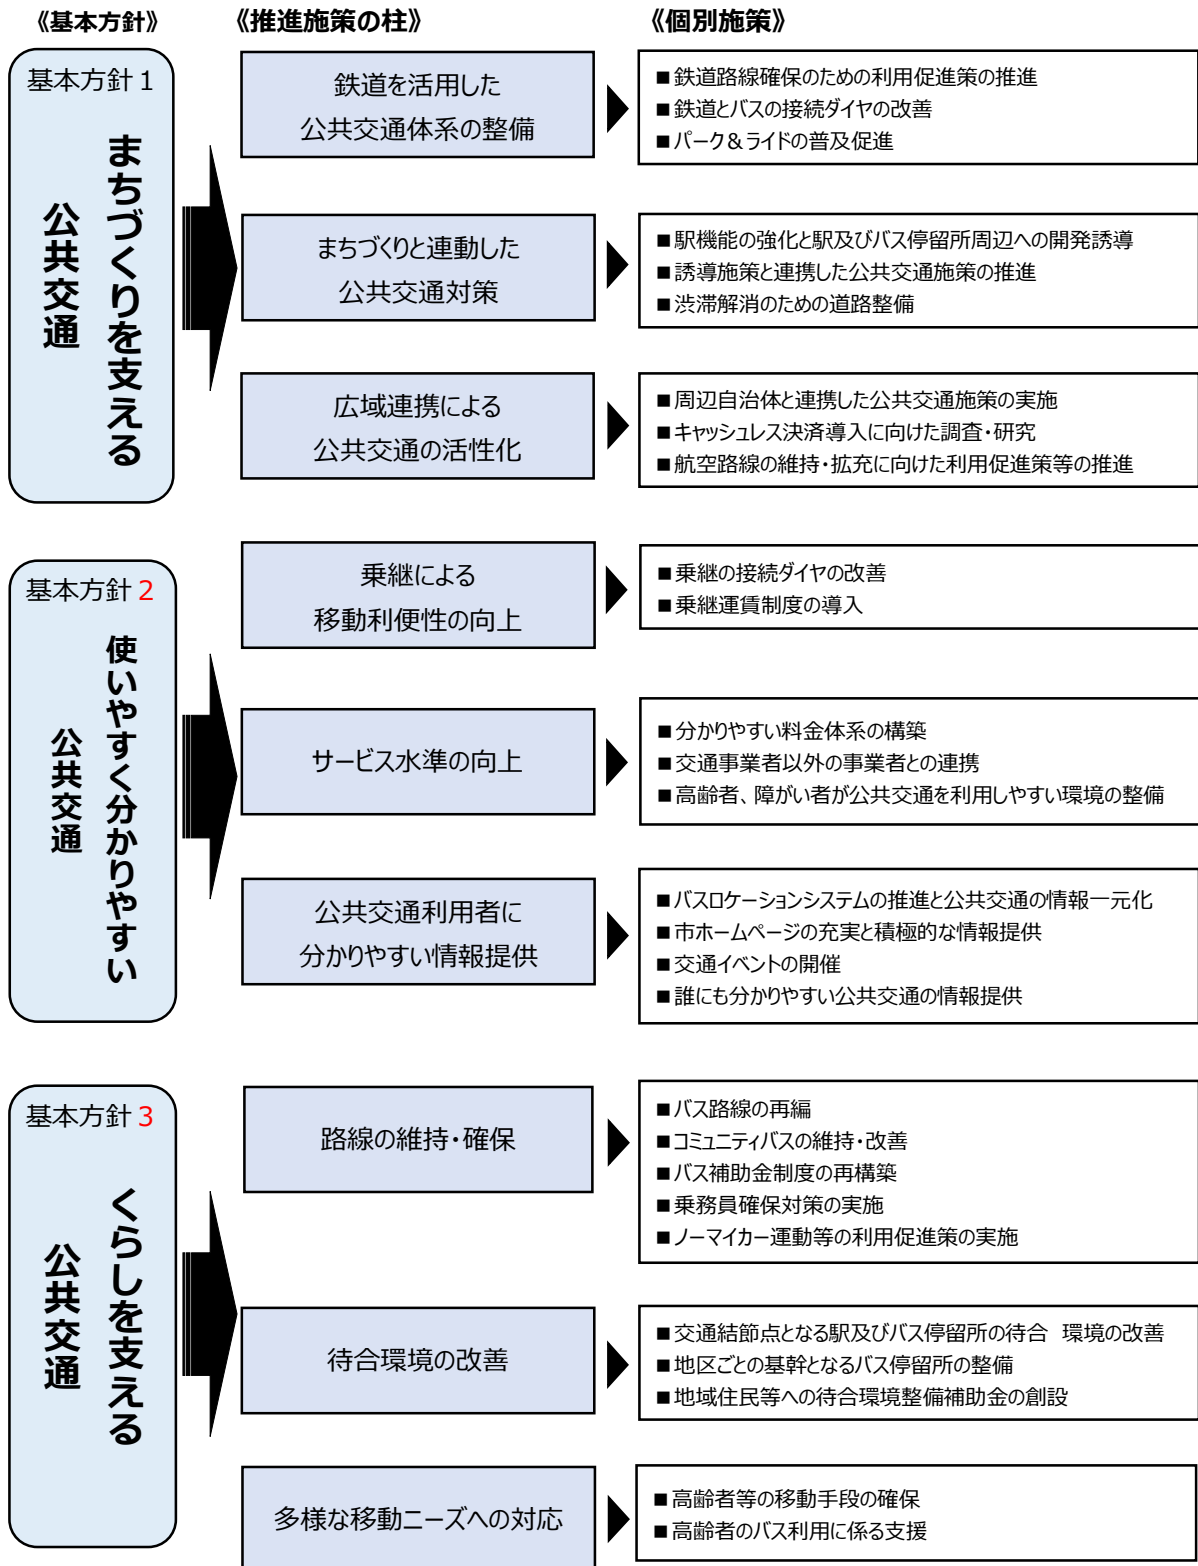 《基本方針》
《推進施策の柱》
《個別施策》
基本方針１
まちづくりを支える
公共交通
鉄道を活用した
公共交通体系の整備
■鉄道路線確保のための利用促進策の推進
■鉄道とバスの接続ダイヤの改善
■パーク＆ライドの普及促進
まちづくりと連動した
公共交通対策
■駅機能の強化と駅及びバス停留所周辺への開発誘導
■誘導施策と連携した公共交通施策の推進
■渋滞解消のための道路整備
広域連携による
公共交通の活性化
■周辺自治体と連携した公共交通施策の実施
■キャッシュレス決済導入に向けた調査・研究
■航空路線の維持・拡充に向けた利用促進策等の推進
基本方針２
使いやすく分かりやすい
公共交通
乗継による
移動利便性の向上
■乗継の接続ダイヤの改善
■乗継運賃制度の導入
サービス水準の向上
■分かりやすい料金体系の構築
■交通事業者以外の事業者との連携
■高齢者、障がい者が公共交通を利用しやすい環境の整備
公共交通利用者に
分かりやすい情報提供
■バスロケーションシステムの推進と公共交通の情報一元化
■市ホームページの充実と積極的な情報提供
■交通イベントの開催
■誰にも分かりやすい公共交通の情報提供
基本方針３
くらしを支える
公共交通
路線の維持・確保
■バス路線の再編
■コミュニティバスの維持・改善
■バス補助金制度の再構築
■乗務員確保対策の実施
■ノーマイカー運動等の利用促進策の実施
待合環境の改善
■交通結節点となる駅及びバス停留所の待合　環境の改善
■地区ごとの基幹となるバス停留所の整備
■地域住民等への待合環境整備補助金の創設
多様な移動ニーズへの対応
■高齢者等の移動手段の確保
■高齢者のバス利用に係る支援